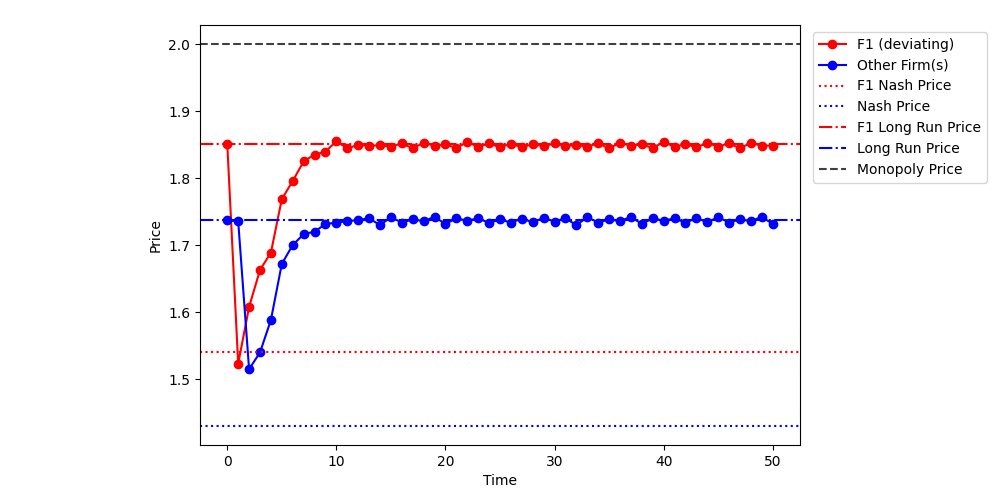 2.0
1.9
1.8
1.7
1.6
1.5
Price
0
10
20
30
40
50
Time
F1 (deviating)
Other Firm(s)
F1 Nash Price
Nash Price
F1 Long Run Price
Long Run Price
Monopoly Price